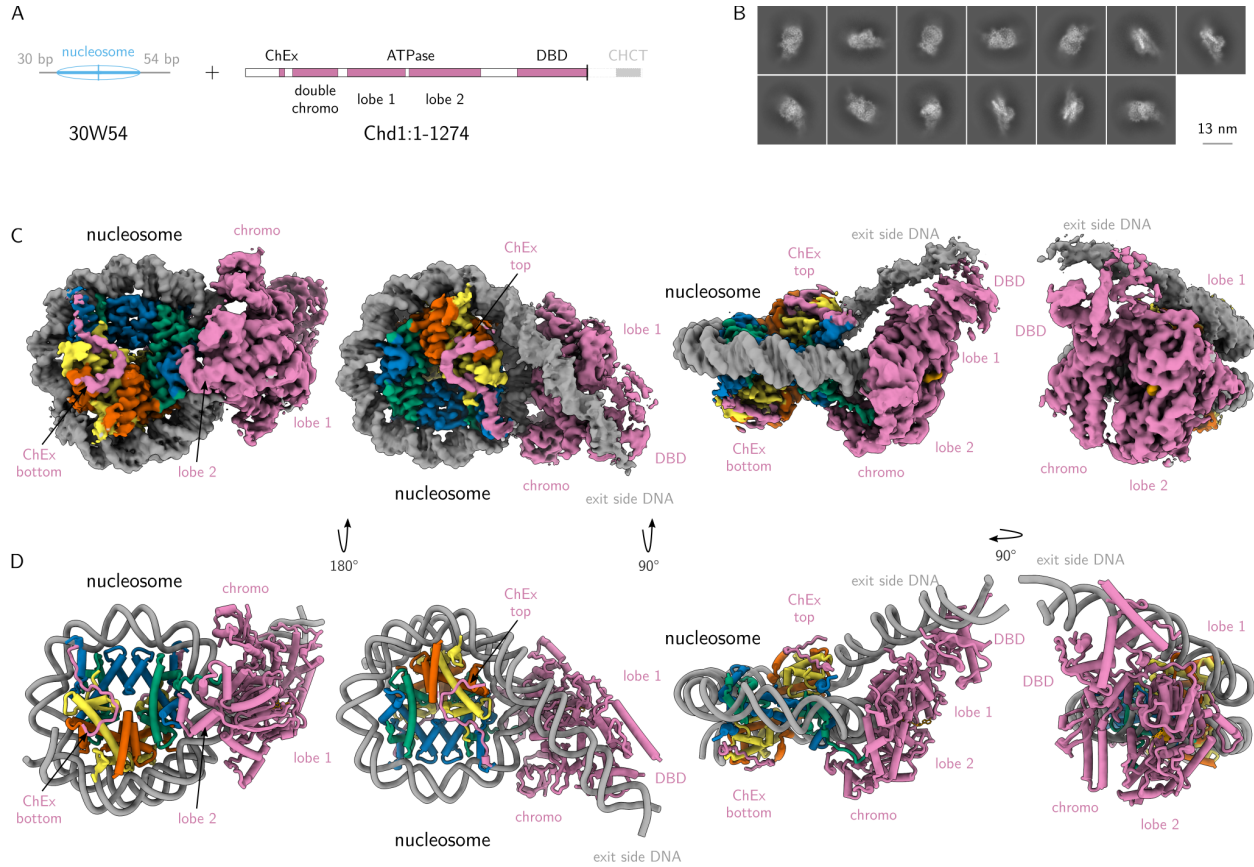 A
30 bp
nucleosome
54 bp
+
30W54
ChEx
ATPase
DBD
CHCT
double
chromo
lobe 1
lobe 2
Chd1:1-1274
B
13 nm
C
nucleosome
chromo
lobe 1
lobe 2
ChEx
bottom
ChEx
top
lobe 1
DBD
chromo
nucleosome
exit side DNA
exit side DNA
ChEx
top
nucleosome
DBD
lobe 1
lobe 2
chromo
ChEx
bottom
exit side DNA
lobe 1
DBD
chromo
lobe 2
180°
90°
90°
D
nucleosome
chromo
lobe 1
lobe 2
ChEx
bottom
ChEx
top
lobe 1
DBD
chromo
nucleosome
exit side DNA
exit side DNA
ChEx
top
nucleosome
DBD
lobe 1
lobe 2
chromo
ChEx
bottom
exit side DNA
lobe 1
DBD
chromo
lobe 2